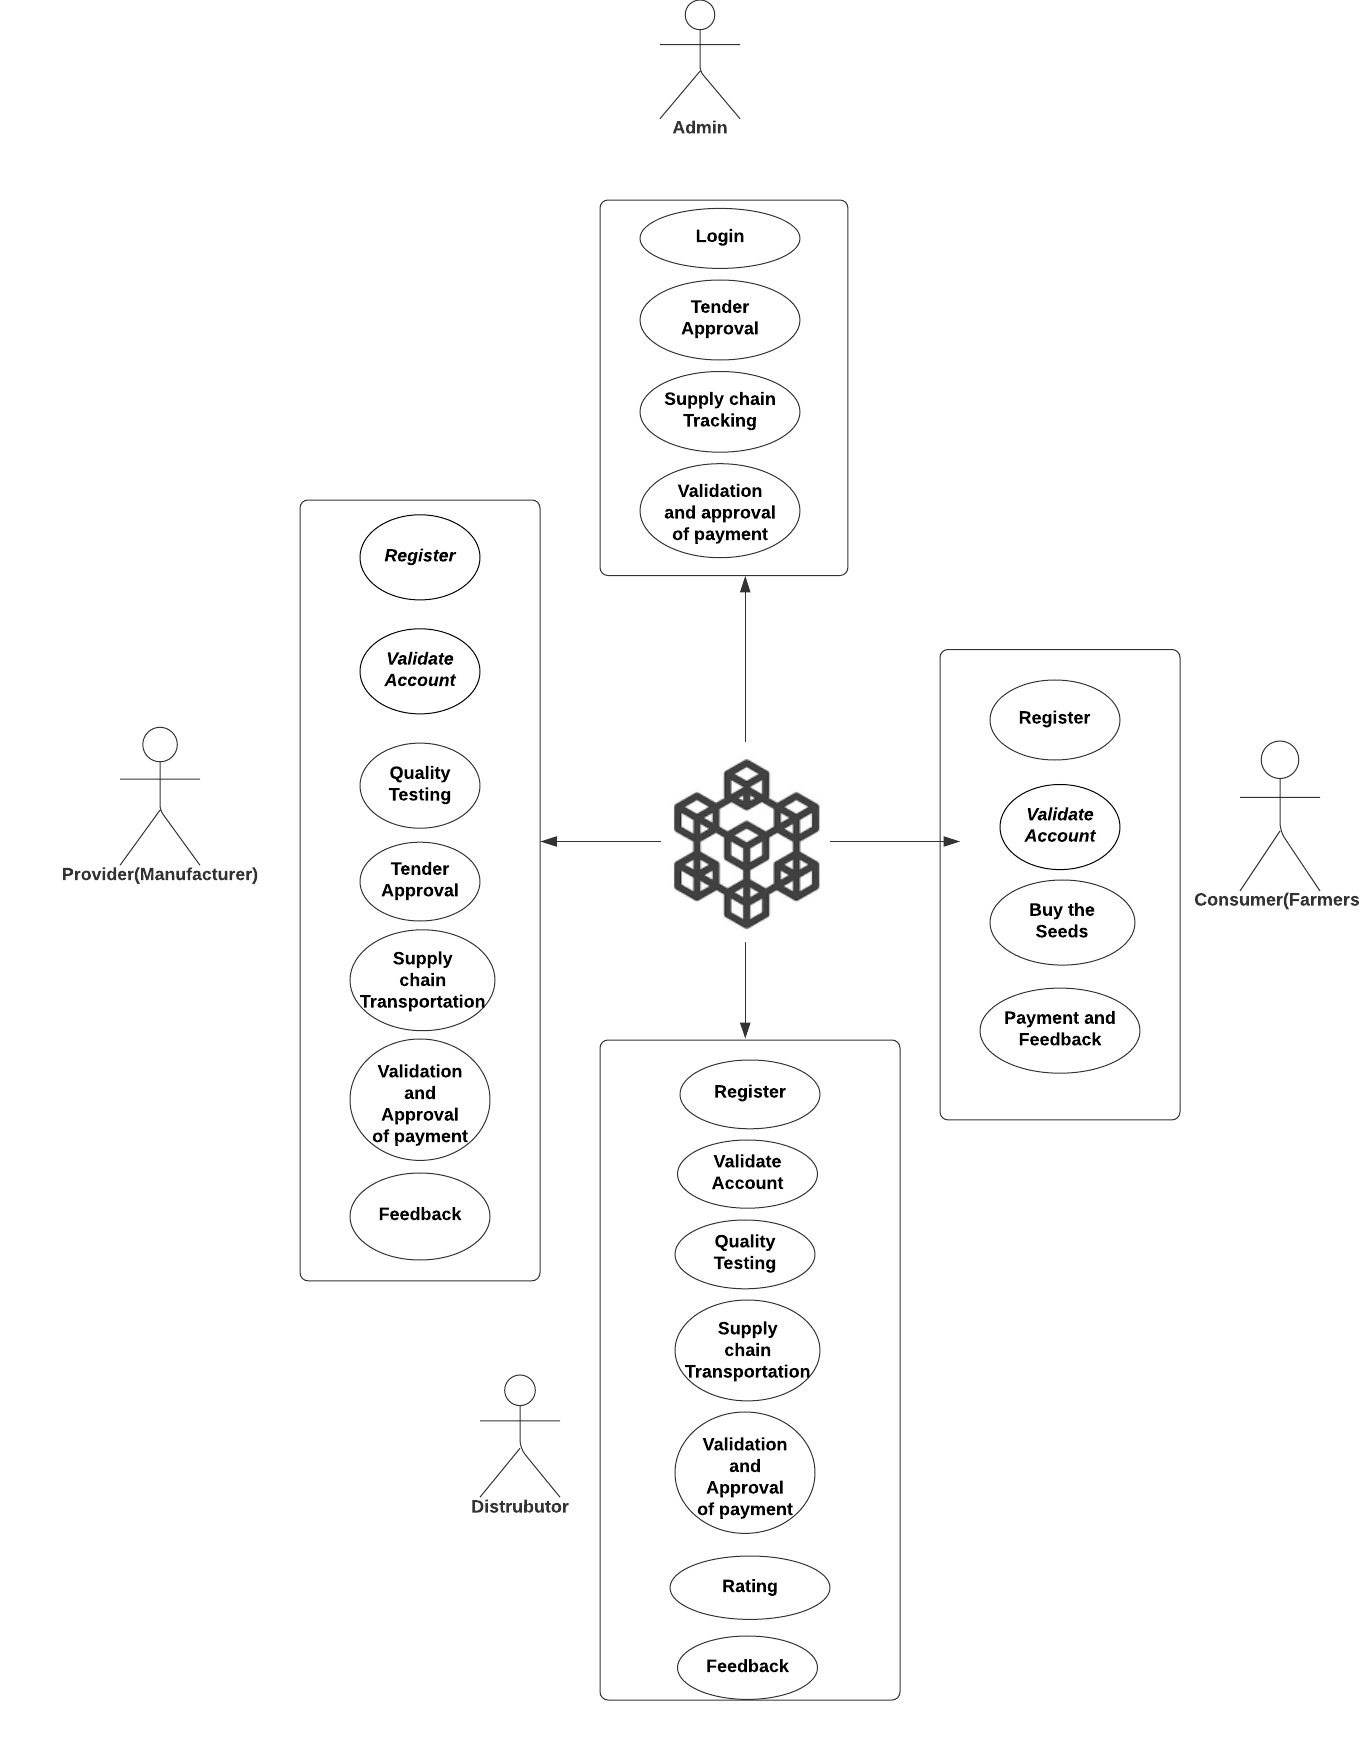 Admin
Login
Tender
Approval
Supply chain
Tracking
Validation
and approval
of payment
Register
Validate
Account
Quality
Testing
Tender
Approval
Supply
chain
Transportation
Validation
and
Approval
of payment
Feedback
Provider(Manufacturer)
Register
Validate
Account
Buy the
Seeds
Payment and
Feedback
Consumer(Farmers
Register
Validate
Account
Quality
Testing
Supply
chain
Transportation
Validation
and
Approval
of payment
Rating
Feedback
Distrubutor